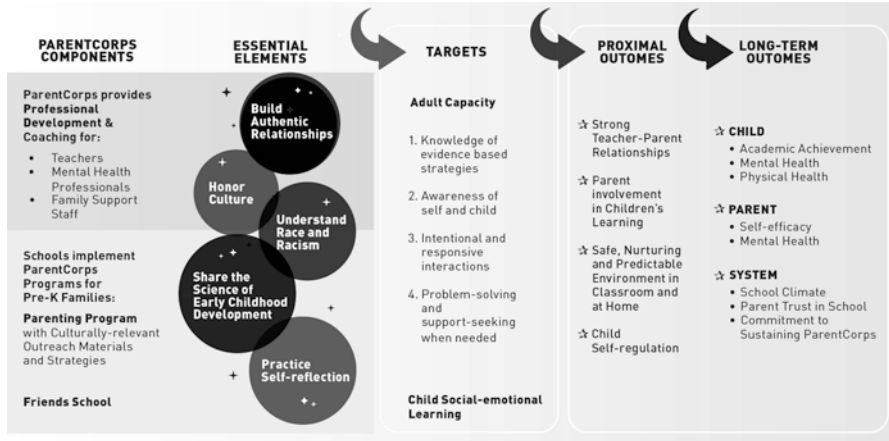 PARENTCORPS
COMPONENTS
ParentCorps provides
Professional
Development &
Coaching for:
• Teachers
• Mental Health
Professionals
• Family Support
Staff
Schools implement
ParentCorps
Programs for
Pre-K Families:
Parenting Program
with Culturally-relevant
Outreach Materials
and Strategies
Friends School
ESSENTIAL
ELEMENTS
Build
Authentic
Relationships
Honor
Culture
Understand
Race and
Racism
Share the
Science of
Early Childhood
Development
Practice
Self-reflection
TARGETS
Adult Capacity
1. Knowledge of
evidence based
strategies
2. Awareness of
self and child
3. Intentional and
responsive
interactions
4. Problem-solving
and
support-seeking
when needed
Child Social-emotional
Learning
PROXIMAL
OUTCOMES
Strong
Teacher-Parent
Relationships
Parent
involvement
in Children's
Learning
Safe, Nurturing
and Predictable
Environment in
Classroom and
at Home
Child
Self-regulation
LONG-TERM
OUTCOMES
CHILD
• Academic Achievement
• Mental Health
• Physical Health
PARENT
• Self-efficacy
• Mental Health
SYSTEM
• School Climate
• Parent Trust in School
• Commitment to
Sustaining ParentCorps